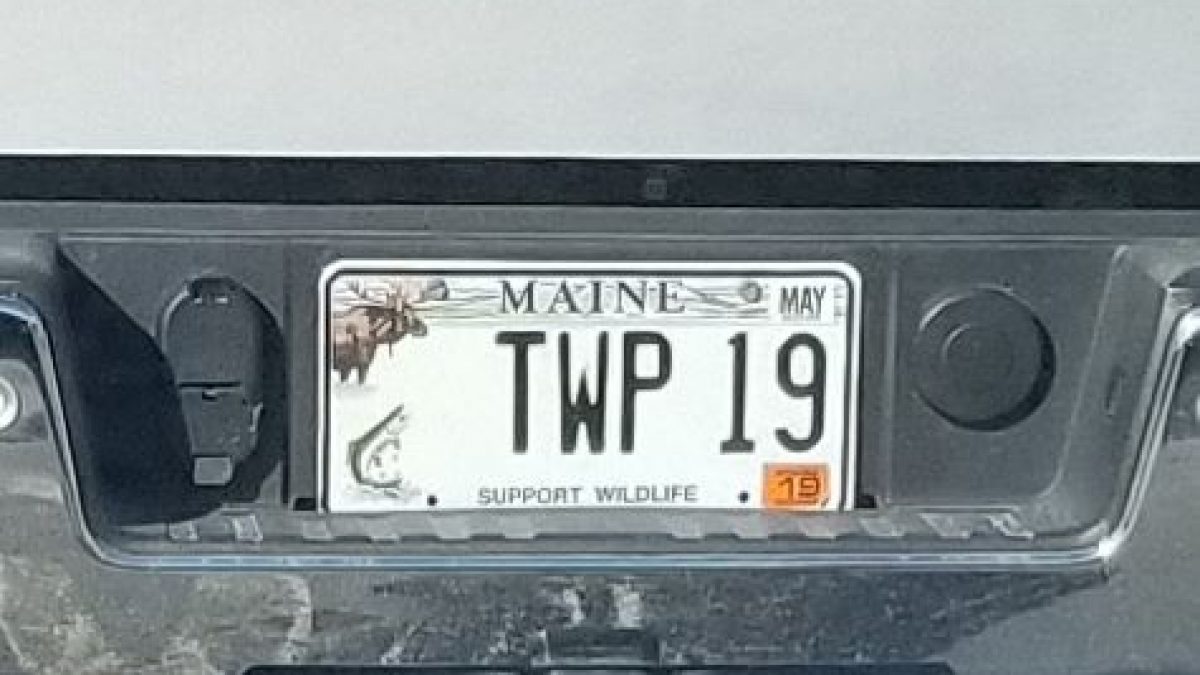 MAINE MAY
TWP 19
SUPPORT WILDLIFE 19